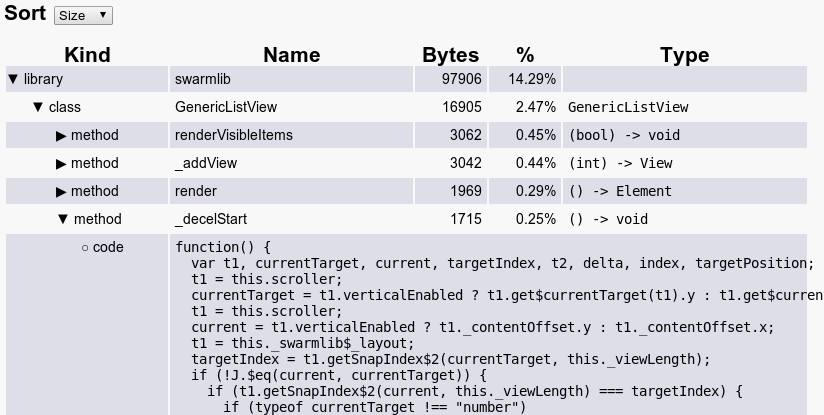 Sort Size ▼
Kind Name Bytes % Type
▼ library swarmlib 97906 14.29%
▼ class GenericListView 16905 2.47% GenericListView
▶ method renderVisibleItems 3062 0.45% (bool) -> void
▶ method _addView 3042 0.44% (int) -> View
▶ method render 1969 0.29% () -> Element
▼ method _decelStart 1715 0.25% () -> void
○ code function() {
var t1, currentTarget, current, targetIndex, t2, delta, index, targetPosition;
t1 = this.scroller;
currentTarget = t1.verticalEnabled ? t1.get$currentTarget(t1).y : t1.get$curren
t1 = this.scroller;
current = t1.verticalEnabled ? t1._contentOffset.y : t1._contentOffset.x;
t1 = this._swarmlib$_layout;
targetIndex = t1.getSnapIndex$2(currentTarget, this._viewLength);
if (!J.$eq(current, currentTarget)) {
if (t1.getSnapIndex$2(current, this._viewLength) === targetIndex) {
if (typeof currentTarget !== "number")